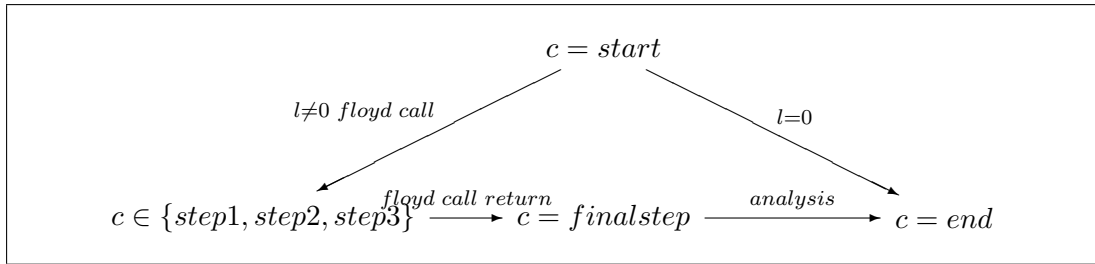 c = start
l≠0 floyd call
l=0
floyd call return
analysis
c ∈ {step1, step2, step3}
c = finalstep
c = end